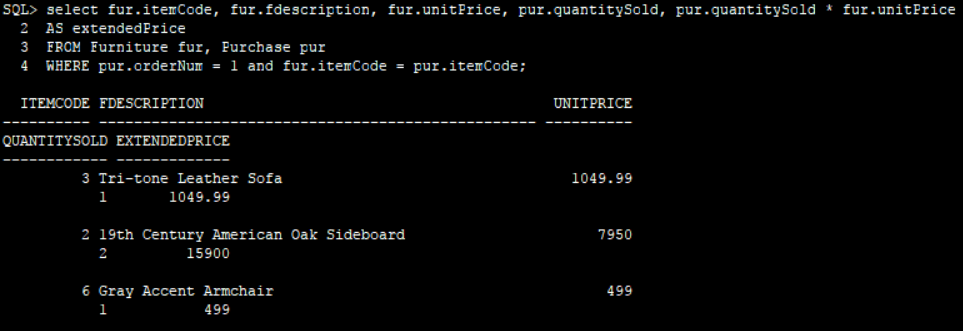 SQL> select fur.itemCode, fur.fdescription, fur.unitPrice, pur.quantitySold, pur.quantitySold * fur.unitPrice
  2  AS extendedPrice
  3  FROM Furniture fur, Purchase pur
  4  WHERE pur.orderNum = 1 and fur.itemCode = pur.itemCode;

  ITEMCODE FDESCRIPTION                                        UNITPRICE
---------- -------------------------------------------------- ----------
QUANTITYSOLD EXTENDEDPRICE
------------ -------------
         3 Tri-tone Leather Sofa                                 1049.99
           1       1049.99

         2 19th Century American Oak Sideboard                      7950
           2         15900

         6 Gray Accent Armchair                                      499
           1           499